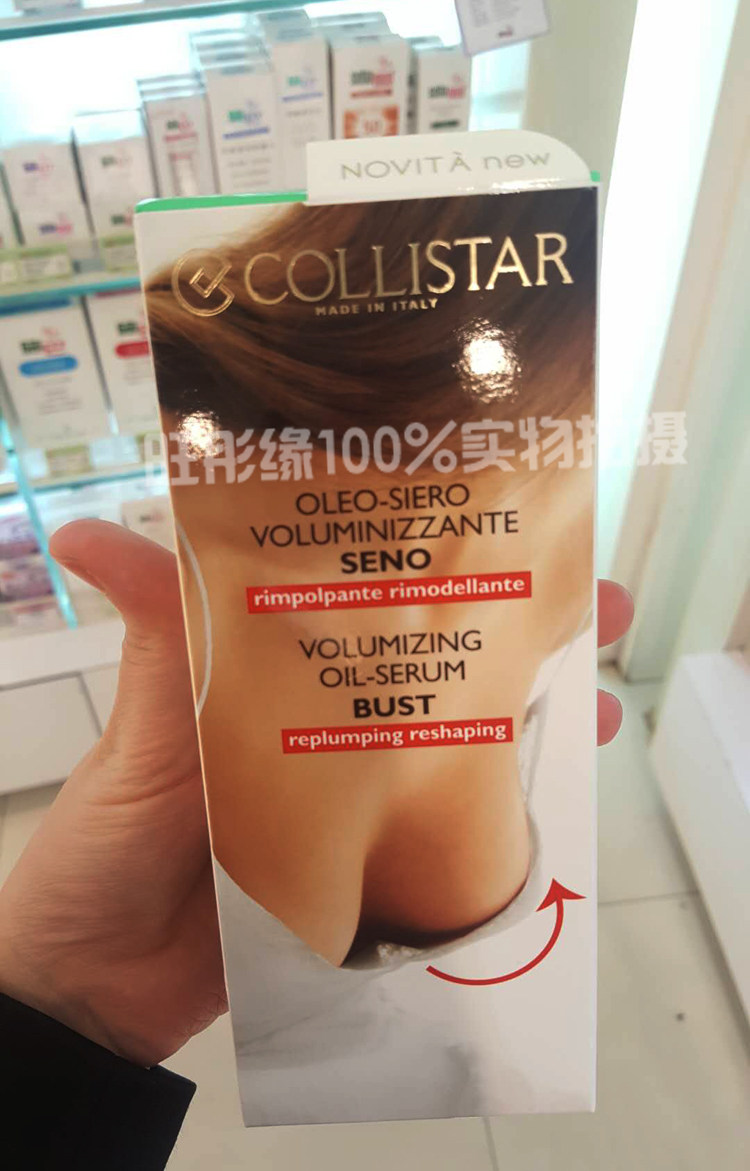 NOVITÀ new
COLLISTAR
MADE IN ITALY
旺彤缘100%实物拍摄
OLEO-SIERO
VOLUMINIZZANTE
SENO
rimpolpante rimodellante
VOLUMIZING
OIL-SERUM
BUST
replumping reshaping